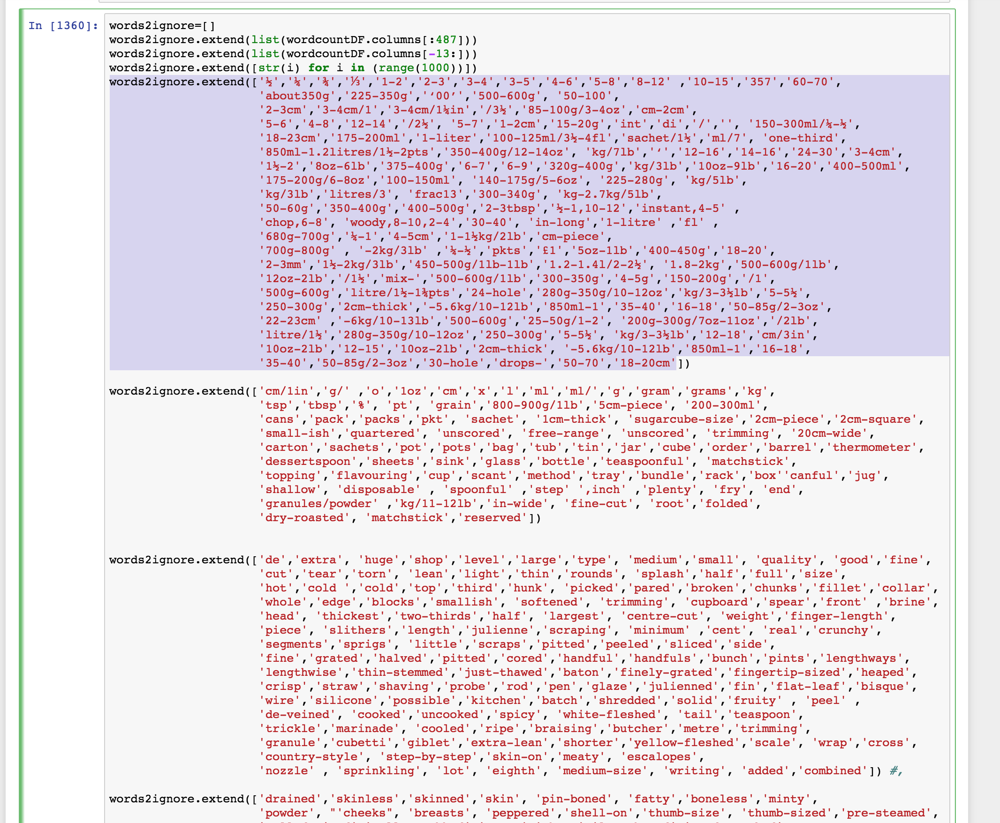 In [1360]:
words2ignore=[]
words2ignore.extend(list(wordcountDF.columns[:487]))
words2ignore.extend(list(wordcountDF.columns[-13:]))
words2ignore.extend([str(i) for i in (range(1000))])
words2ignore.extend(['½','¼','¾','⅓','1-2','2-3','3-4','3-5','4-6','5-8','8-12' ,'10-15','357','60-70',
'about350g','225-350g','‘00’','500-600g', '50-100',
'2-3cm','3-4cm/1','3-4cm/1¼in','/3½','85-100g/3-4oz','cm-2cm',
'5-6','4-8','12-14','/2½', '5-7','1-2cm','15-20g','int','di','/','', '150-300ml/¼-½',
'18-23cm','175-200ml','1-liter','100-125ml/3½-4fl','sachet/1½','ml/7', 'one-third',
'850ml-1.2litres/1½-2pts','350-400g/12-14oz', 'kg/7lb','‘','12-16','14-16','24-30','3-4cm',
'1½-2','8oz-6lb','375-400g','6-7','6-9','320g-400g','kg/3lb','10oz-9lb','16-20','400-500ml',
'175-200g/6-8oz','100-150ml', '140-175g/5-6oz', '225-280g', 'kg/5lb',
'kg/3lb','litres/3', 'frac13','300-340g', 'kg-2.7kg/5lb',
'50-60g','350-400g','400-500g','2-3tbsp','½-1,10-12','instant,4-5' ,
'chop,6-8', 'woody,8-10,2-4','30-40', 'in-long','1-litre' ,'fl' ,
'680g-700g','¼-1','4-5cm','1-1½kg/2lb','cm-piece',
'700g-800g' , '-2kg/3lb' ,'¼-½','pkts','£1','5oz-1lb','400-450g','18-20',
'2-3mm','1½-2kg/3lb','450-500g/1lb-1lb','1.2-1.4l/2-2½', '1.8-2kg','500-600g/1lb',
'12oz-2lb','/1½','mix-','500-600g/1lb','300-350g','4-5g','150-200g','/1',
'500g-600g','litre/1½-1¾pts','24-hole','280g-350g/10-12oz','kg/3-3½lb','5-5½',
'250-300g','2cm-thick','-5.6kg/10-12lb','850ml-1','35-40','16-18','50-85g/2-3oz',
'22-23cm' ,'-6kg/10-13lb','500-600g','25-50g/1-2', '200g-300g/7oz-11oz','/2lb',
'litre/1½','280g-350g/10-12oz','250-300g','5-5½', 'kg/3-3½lb','12-18','cm/3in',
'10oz-2lb','12-15','10oz-2lb','2cm-thick', '-5.6kg/10-12lb','850ml-1','16-18',
'35-40','50-85g/2-3oz','30-hole','drops-','50-70','18-20cm'])
words2ignore.extend(['cm/1in','g/' ,'o','1oz','cm','x','l','ml','ml/','g','gram','grams','kg',
'tsp','tbsp','%', 'pt', 'grain','800-900g/1lb','5cm-piece', '200-300ml',
'cans','pack','packs','pkt', 'sachet', '1cm-thick', 'sugarcube-size','2cm-piece','2cm-square',
'small-ish','quartered', 'unscored', 'free-range', 'unscored', 'trimming', '20cm-wide',
'carton','sachets','pot','pots','bag','tub','tin','jar','cube','order','barrel','thermometer',
'dessertspoon','sheets','sink','glass','bottle','teaspoonful', 'matchstick',
'topping','flavouring','cup','scant','method','tray','bundle','rack','box''canful','jug',
'shallow', 'disposable' , 'spoonful' ,'step' ',inch' ,'plenty', 'fry', 'end',
'granules/powder' ,'kg/11-12lb','in-wide', 'fine-cut', 'root','folded',
'dry-roasted', 'matchstick','reserved'])
words2ignore.extend(['de','extra', 'huge','shop','level','large','type', 'medium','small', 'quality', 'good','fine',
'cut','tear','torn', 'lean','light','thin','rounds', 'splash','half','full','size',
'hot','cold ','cold','top','third','hunk', 'picked','pared','broken','chunks','fillet','collar',
'whole','edge','blocks','smallish', 'softened', 'trimming', 'cupboard','spear','front' ,'brine',
'head', 'thickest','two-thirds','half', 'largest', 'centre-cut', 'weight','finger-length',
'piece', 'slithers','length','julienne','scraping', 'minimum' ,'cent', 'real','crunchy',
'segments','sprigs', 'little','scraps','pitted','peeled','sliced','side',
'fine','grated','halved','pitted','cored','handful','handfuls','bunch','pints','lengthways',
'lengthwise','thin-stemmed','just-thawed','baton','finely-grated','fingertip-sized','heaped',
'crisp','straw','shaving','probe','rod','pen','glaze','julienned','fin','flat-leaf','bisque',
'wire','silicone','possible','kitchen','batch','shredded','solid','fruity' , 'peel' ,
'de-veined', 'cooked','uncooked','spicy', 'white-fleshed', 'tail','teaspoon',
'trickle','marinade', 'cooled','ripe','braising','butcher','metre','trimming',
'granule','cubetti','giblet','extra-lean','shorter','yellow-fleshed','scale', 'wrap','cross',
'country-style', 'step-by-step','skin-on','meaty', 'escalopes',
'nozzle' , 'sprinkling', 'lot', 'eighth', 'medium-size', 'writing', 'added','combined']) #,
words2ignore.extend(['drained','skinless','skinned','skin', 'pin-boned', 'fatty','boneless','minty',
'powder', "'cheeks", 'breasts', 'peppered','shell-on','thumb-size', 'thumb-sized','pre-steamed',